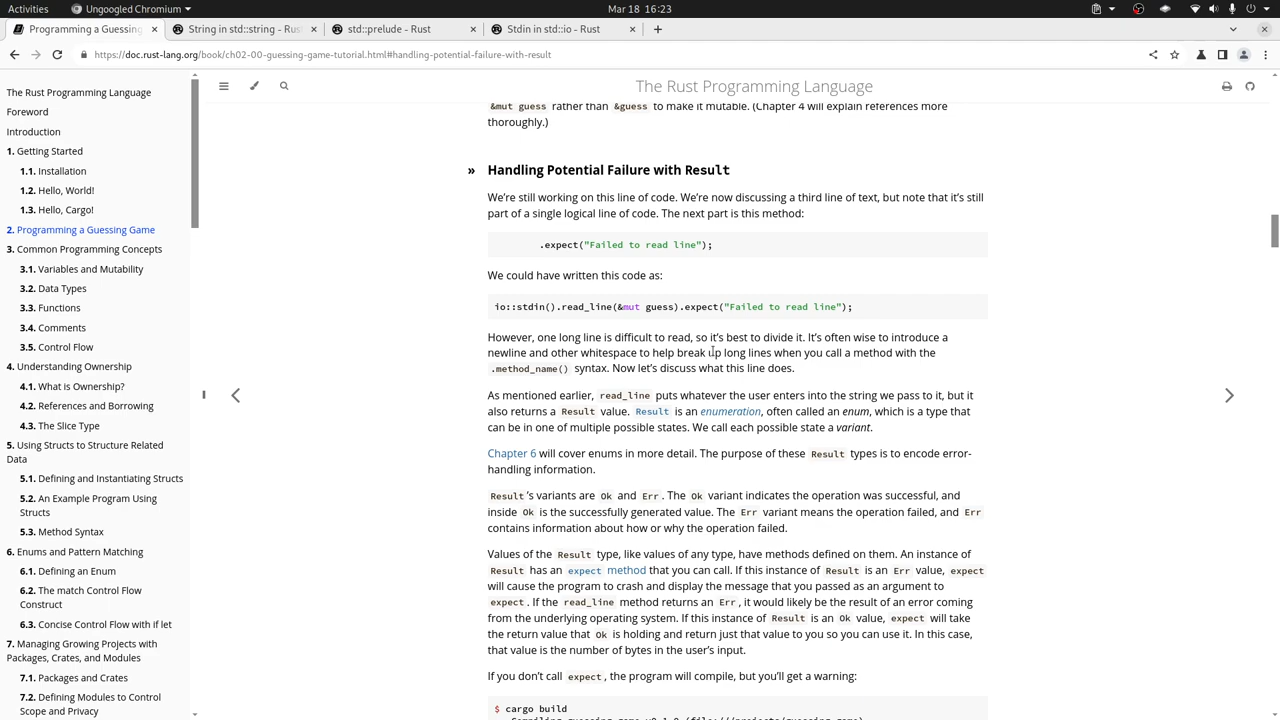 Activities Ungoogled Chromium Mar 18 16:23
Programming a Guessing String in std::string - Rust std::prelude - Rust Stdin in std::io - Rust
https://doc.rust-lang.org/book/ch02-00-guessing-game-tutorial.html#handling-potential-failure-with-result
The Rust Programming Language
Foreword
Introduction
1. Getting Started
1.1. Installation
1.2. Hello, World!
1.3. Hello, Cargo!
2. Programming a Guessing Game
3. Common Programming Concepts
3.1. Variables and Mutability
3.2. Data Types
3.3. Functions
3.4. Comments
3.5. Control Flow
4. Understanding Ownership
4.1. What is Ownership?
4.2. References and Borrowing
4.3. The Slice Type
5. Using Structs to Structure Related
Data
5.1. Defining and Instantiating Structs
5.2. An Example Program Using
Structs
5.3. Method Syntax
6. Enums and Pattern Matching
6.1. Defining an Enum
6.2. The match Control Flow
Construct
6.3. Concise Control Flow with if let
7. Managing Growing Projects with
Packages, Crates, and Modules
7.1. Packages and Crates
7.2. Defining Modules to Control
Scope and Privacy
The Rust Programming Language
&mut guess rather than &guess to make it mutable. (Chapter 4 will explain references more
thoroughly.)
» Handling Potential Failure with Result
We're still working on this line of code. We're now discussing a third line of text, but note that it's still
part of a single logical line of code. The next part is this method:
.expect("Failed to read line");
We could have written this code as:
io::stdin().read_line(&mut guess).expect("Failed to read line");
However, one long line is difficult to read, so it's best to divide it. It's often wise to introduce a
newline and other whitespace to help break up long lines when you call a method with the
.method_name() syntax. Now let's discuss what this line does.
As mentioned earlier, read_line puts whatever the user enters into the string we pass to it, but it
also returns a Result value. Result is an enumeration, often called an enum, which is a type that
can be in one of multiple possible states. We call each possible state a variant.
Chapter 6 will cover enums in more detail. The purpose of these Result types is to encode error-
handling information.
Result's variants are Ok and Err. The Ok variant indicates the operation was successful, and
inside Ok is the successfully generated value. The Err variant means the operation failed, and Err
contains information about how or why the operation failed.
Values of the Result type, like values of any type, have methods defined on them. An instance of
Result has an expect method that you can call. If this instance of Result is an Err value, expect
will cause the program to crash and display the message that you passed as an argument to
expect. If the read_line method returns an Err, it would likely be the result of an error coming
from the underlying operating system. If this instance of Result is an Ok value, expect will take
the return value that Ok is holding and return just that value to you so you can use it. In this case,
that value is the number of bytes in the user's input.
If you don't call expect, the program will compile, but you'll get a warning:
$ cargo build
Compiling guessing_game v0.1.0 (file:///projects/guessing_game)